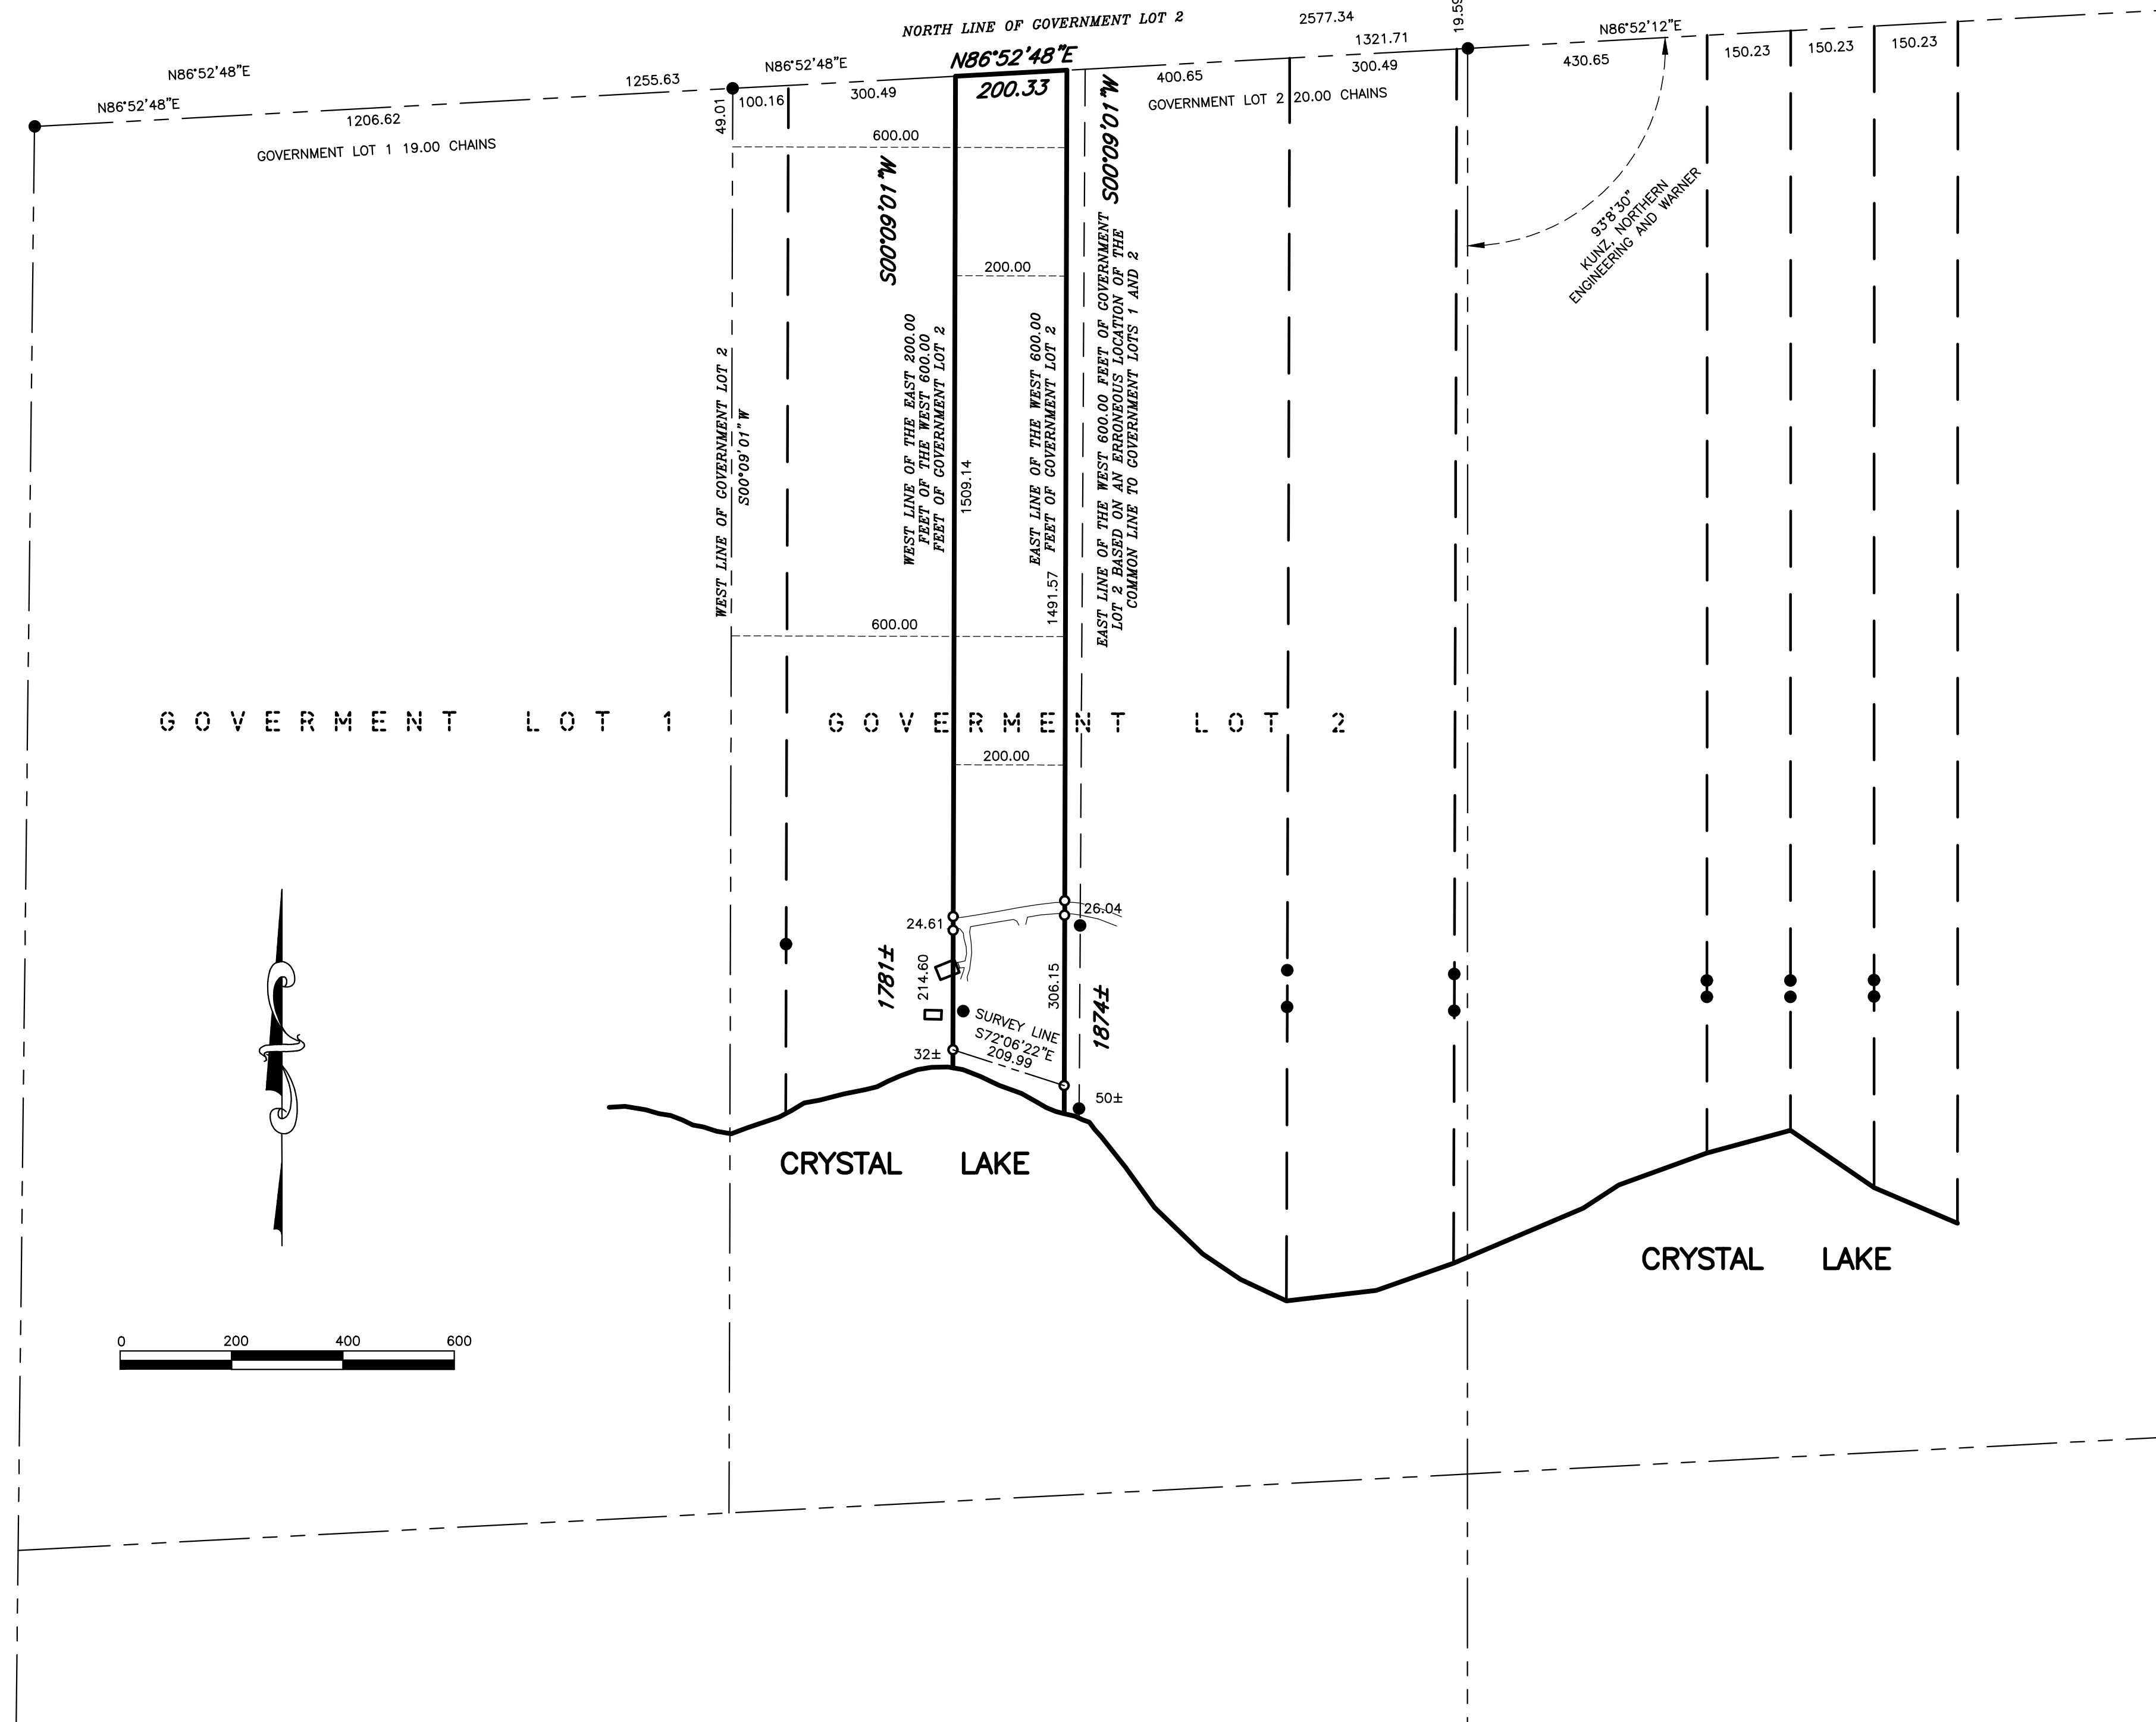 NORTH LINE OF GOVERNMENT LOT 2
2577.34
N86°52'48"E
N86°52'48"E
1255.63
N86°52'48"E
N86°52'48"E
1321.71
N86°52'12"E
N86°52'48"E
1206.62
49.01
100.16
300.49
200.33
400.65
300.49
430.65
150.23
150.23
150.23
GOVERNMENT LOT 1 19.00 CHAINS
GOVERNMENT LOT 2 20.00 CHAINS
600.00
S00°09'01"W
S00°09'01"W
93°8'30"
KUNZ, NORTHERN
ENGINEERING AND WARNER
200.00
WEST LINE OF GOVERNMENT LOT 2
S00°09'01"W
WEST LINE OF THE EAST 200.00
FEET OF THE WEST 600.00
FEET OF GOVERNMENT LOT 2
1509.14
EAST LINE OF THE WEST 600.00
FEET OF GOVERNMENT LOT 2
1491.57
EAST LINE OF THE WEST 600.00 FEET OF GOVERNMENT
LOT 2 BASED ON AN ERRONEOUS LOCATION OF THE
COMMON LINE TO GOVERNMENT LOTS 1 AND 2
600.00
GOVERMENT LOT 1
GOVERMENT LOT 2
200.00
24.61
26.04
1781±
214.60
306.15
1874±
SURVEY LINE
S72°06'22"E
209.99
32±
50±
CRYSTAL LAKE
CRYSTAL LAKE
0 200 400 600